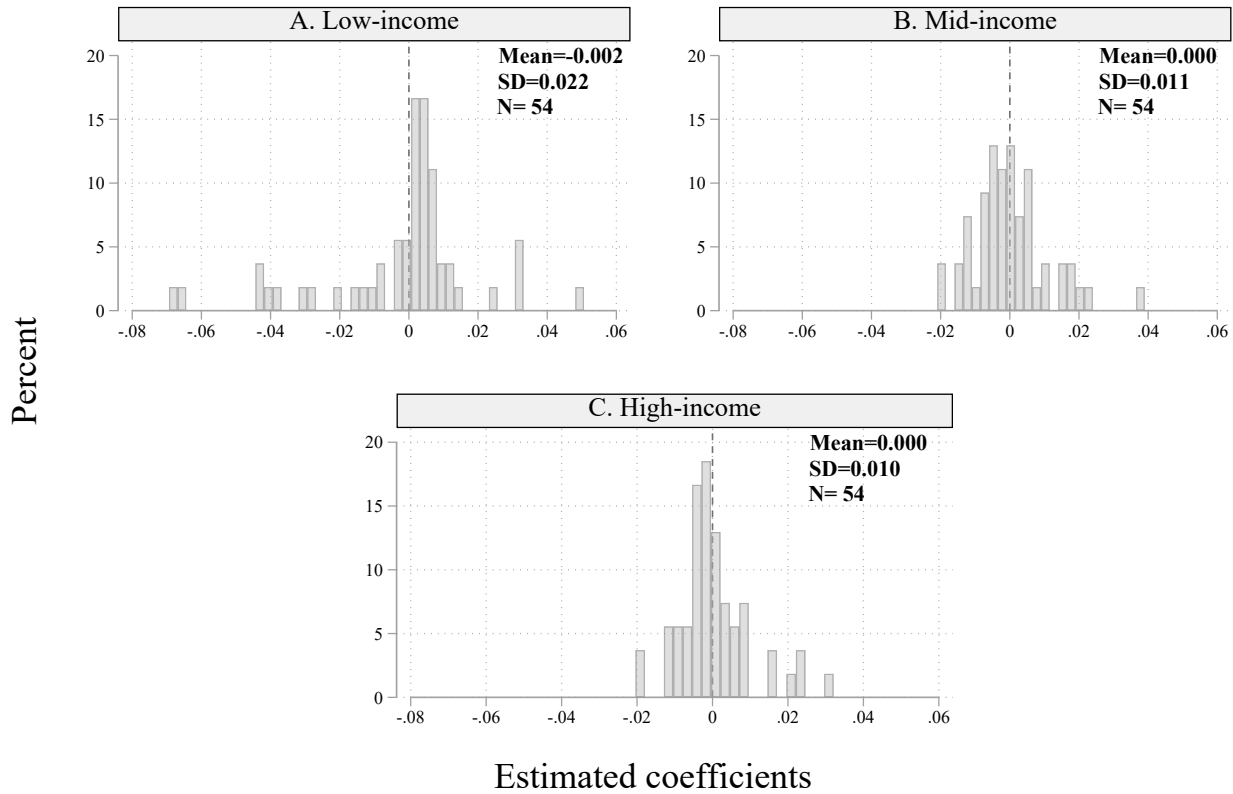 A. Low-income
Mean=-0.002
SD=0.022
N= 54
20
15
10
5
0
-.08 -.06 -.04 -.02 0 .02 .04 .06
B. Mid-income
Mean=0.000
SD=0.011
N= 54
20
15
10
5
0
-.08 -.06 -.04 -.02 0 .02 .04 .06
Percent
C. High-income
Mean=0.000
SD=0.010
N= 54
20
15
10
5
0
-.08 -.06 -.04 -.02 0 .02 .04 .06
Estimated coefficients